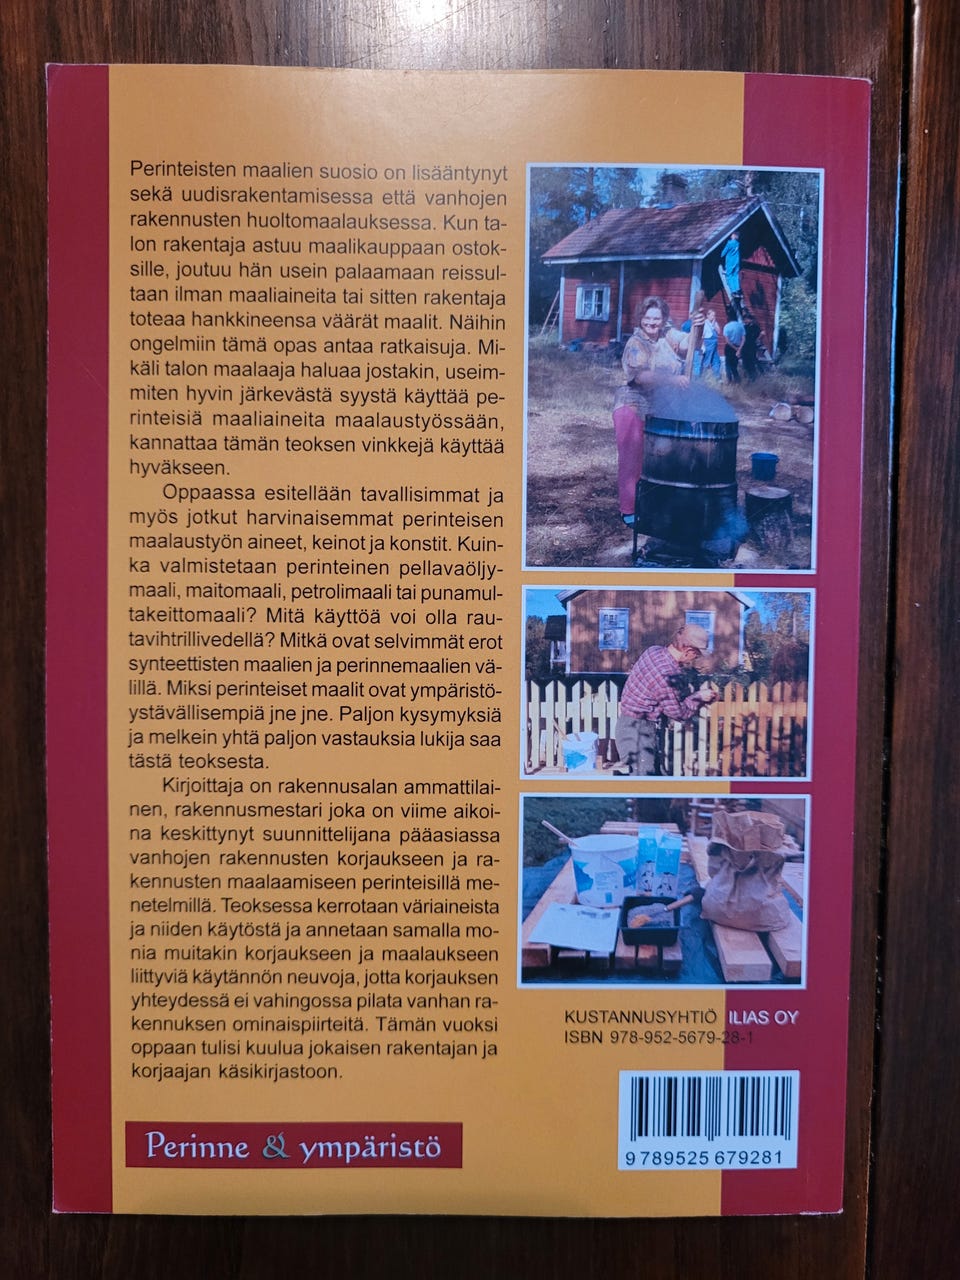 Perinteisten maalien suosio on lisääntynyt
sekä uudisrakentamisessa että vanhojen
rakennusten huoltomaalauksessa. Kun ta-
lon rakentaja astuu maalikauppaan ostok-
sille, joutuu hän usein palaamaan reissul-
taan ilman maaliaineita tai sitten rakentaja
toteaa hankkineensa väärät maalit. Näihin
ongelmiin tämä opas antaa ratkaisuja. Mi-
käli talon maalaaja haluaa jostakin, useim-
miten hyvin järkevästä syystä käyttää pe-
rinteisiä maaliaineita maalaustyössään,
kannattaa tämän teoksen vinkkejä käyttää
hyväkseen.
Oppaassa esitellään tavallisimmat ja
myös jotkut harvinaisemmat perinteisen
maalaustyön aineet, keinot ja konstit. Kuin-
ka valmistetaan perinteinen pellavaöljy-
maali, maitomaali, petrolimaali tai punamul-
takeittomaali? Mitä käyttöä voi olla rau-
tavihtrillivedellä? Mitkä ovat selvimmät erot
synteettisten maalien ja perinnemaalien vä-
lillä. Miksi perinteiset maalit ovat ympäristö-
ystävällisempiä jne jne. Paljon kysymyksiä
ja melkein yhtä paljon vastauksia lukija saa
tästä teoksesta.
Kirjoittaja on rakennusalan ammattilai-
nen, rakennusmestari joka on viime aikoi-
na keskittynyt suunnittelijana pääasiassa
vanhojen rakennusten korjaukseen ja ra-
kennusten maalaamiseen perinteisillä me-
netelmillä. Teoksessa kerrotaan väriaineista
ja niiden käytöstä ja annetaan samalla mo-
nia muitakin korjaukseen ja maalaukseen
liittyviä käytännön neuvoja, jotta korjauksen
yhteydessä ei vahingossa pilata vanhan ra-
kennuksen ominaispiirteitä. Tämän vuoksi
oppaan tulisi kuulua jokaisen rakentajan ja
korjaajan käsikirjastoon.
Perinne & ympäristö
KUSTANNUSYHTIÖ ILIAS OY
ISBN 978-952-5679-28-1
9 789525 679281